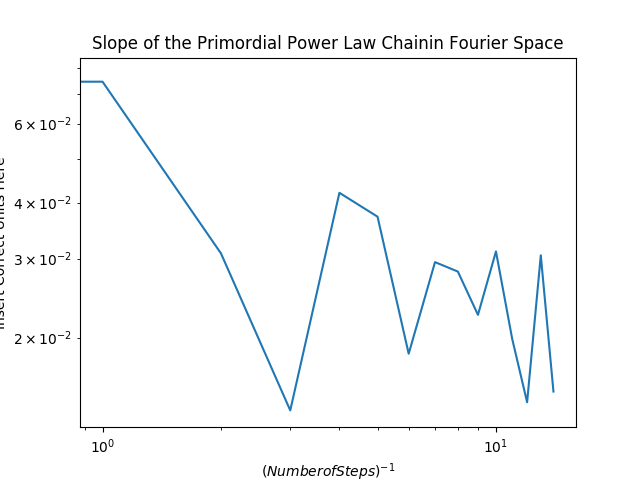 Slope of the Primordial Power Law Chainin Fourier Space
6 × 10⁻²
4 × 10⁻²
3 × 10⁻²
2 × 10⁻²
Insert Correct Units Here
10⁰ 10¹
(NumberofSteps)⁻¹